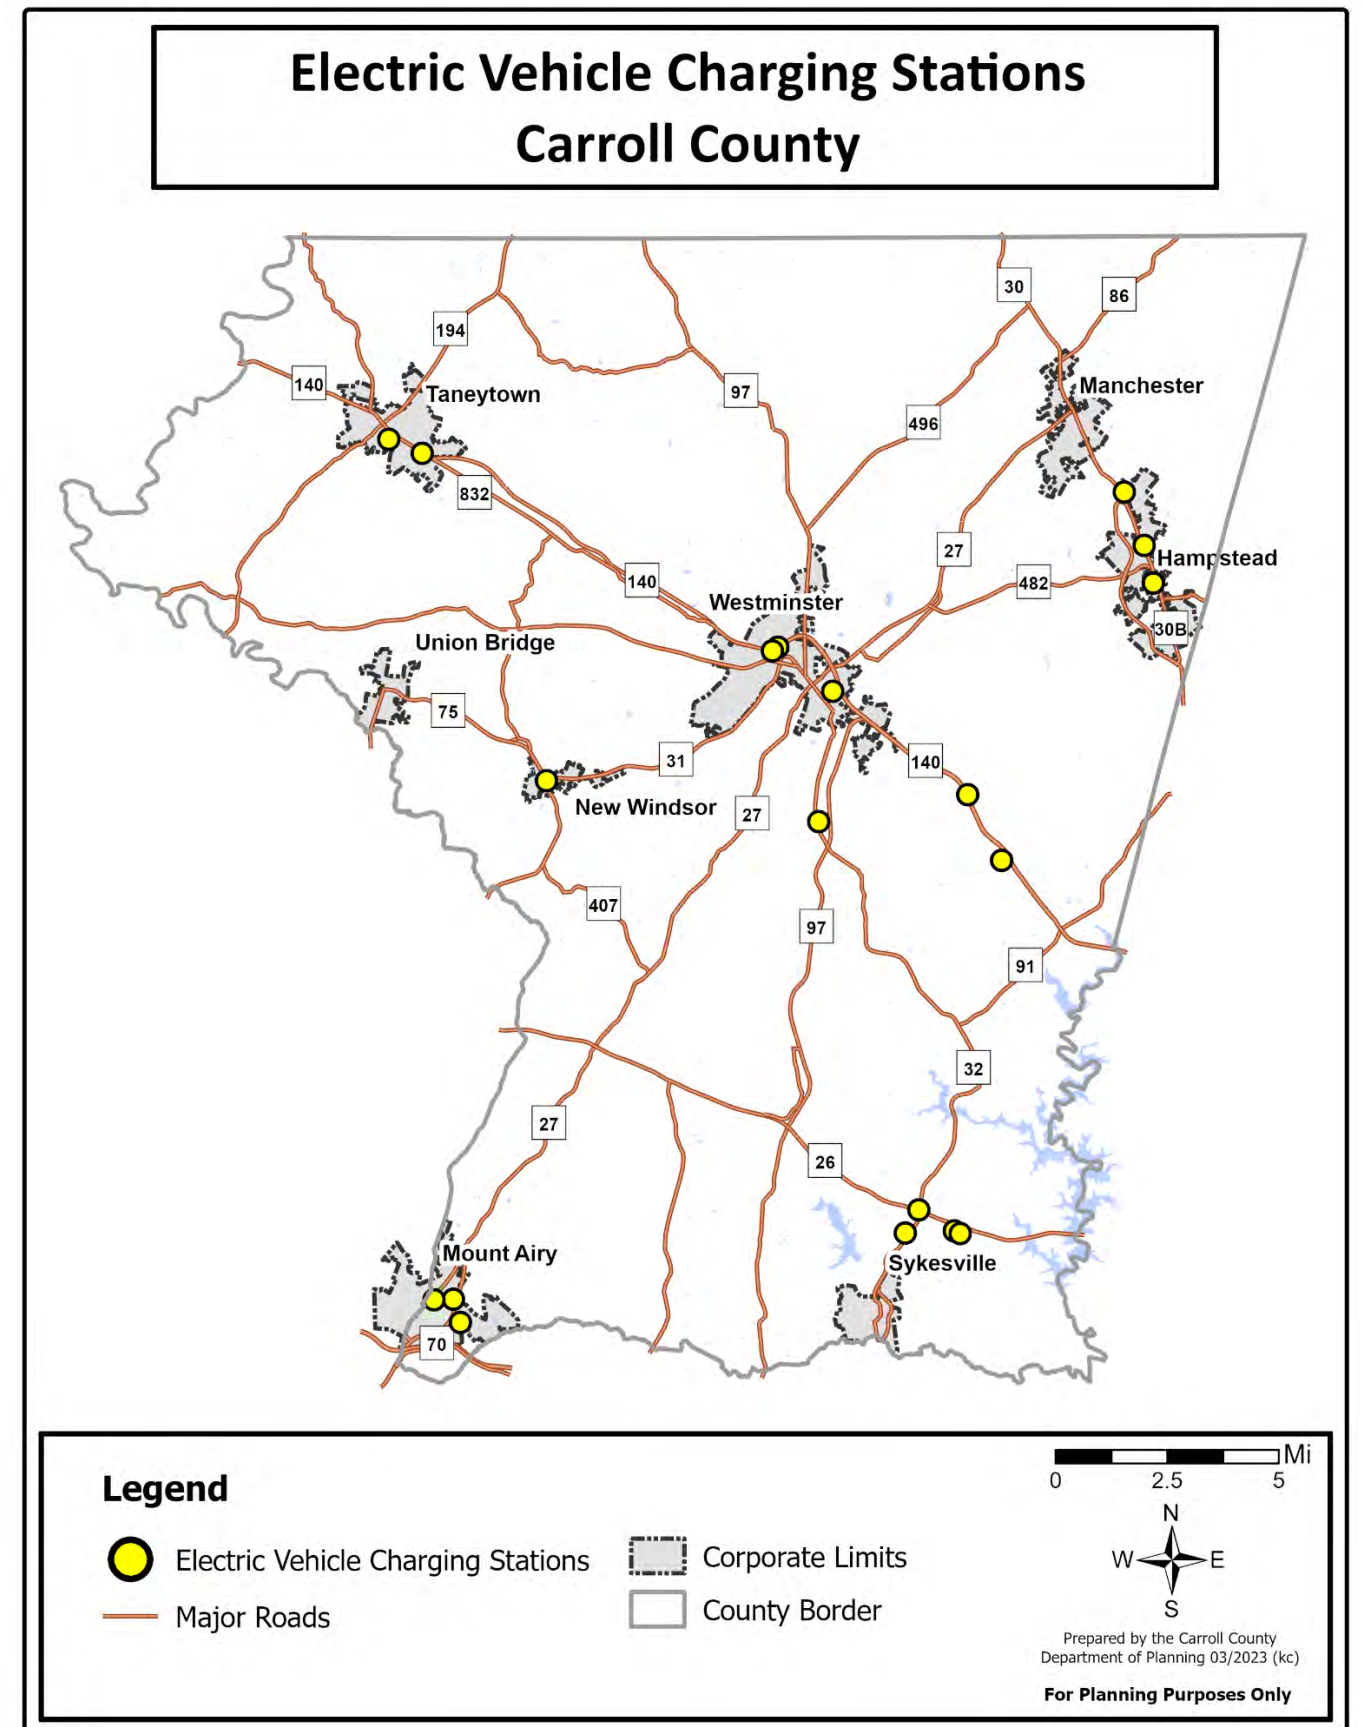 Electric Vehicle Charging Stations
Carroll County
30
86
194
140
Taneytown
97
Manchester
496
832
27
Hampstead
140
482
Westminster
30B
Union Bridge
75
31
140
New Windsor
27
407
97
91
32
27
26
Mount Airy
Sykesville
70
Legend
Electric Vehicle Charging Stations
Major Roads
Corporate Limits
County Border
Mi
0 2.5 5
N
W E
S
Prepared by the Carroll County
Department of Planning 03/2023 (kc)
For Planning Purposes Only